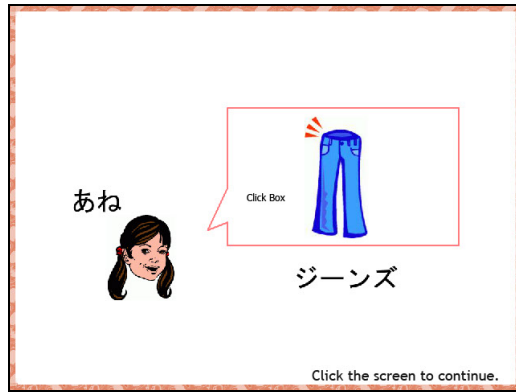 あね
Click Box
ジーンズ
Click the screen to continue.